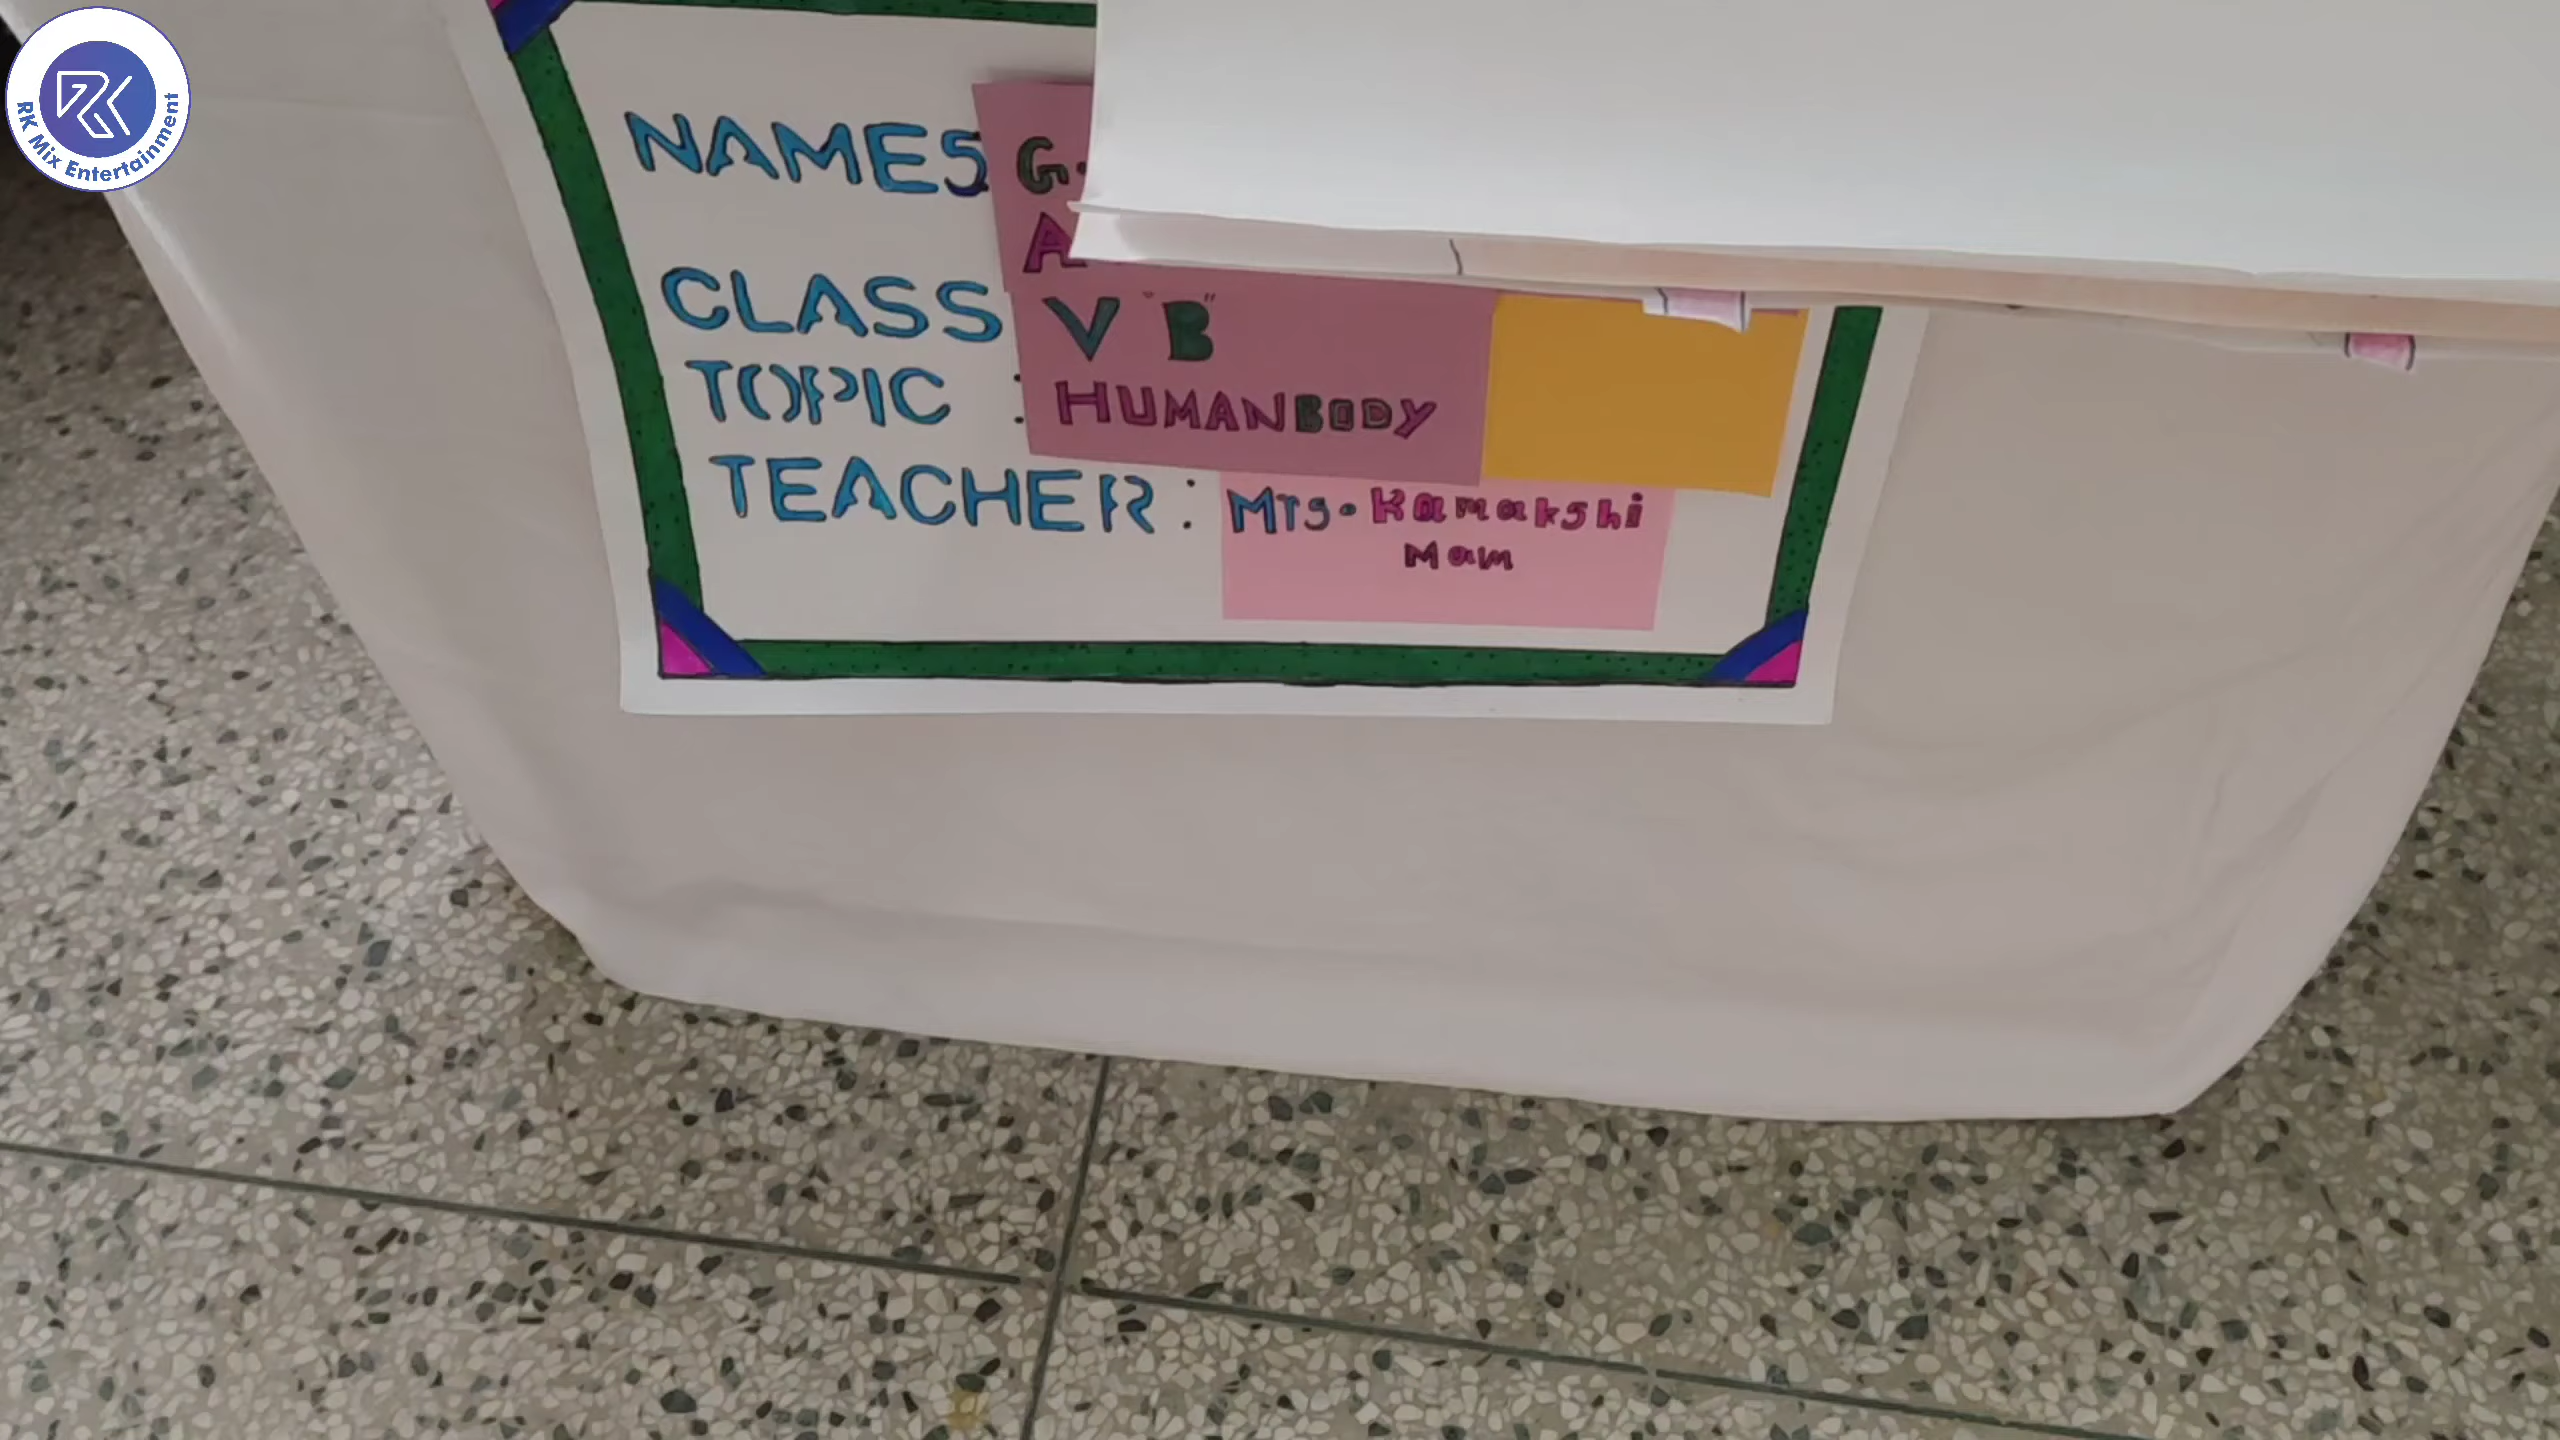 RK Mix Entertainment
NAMES G.
A
CLASS V "B"
TOPIC : HUMANBODY
TEACHER : Mrs. Kamakshi
Mam